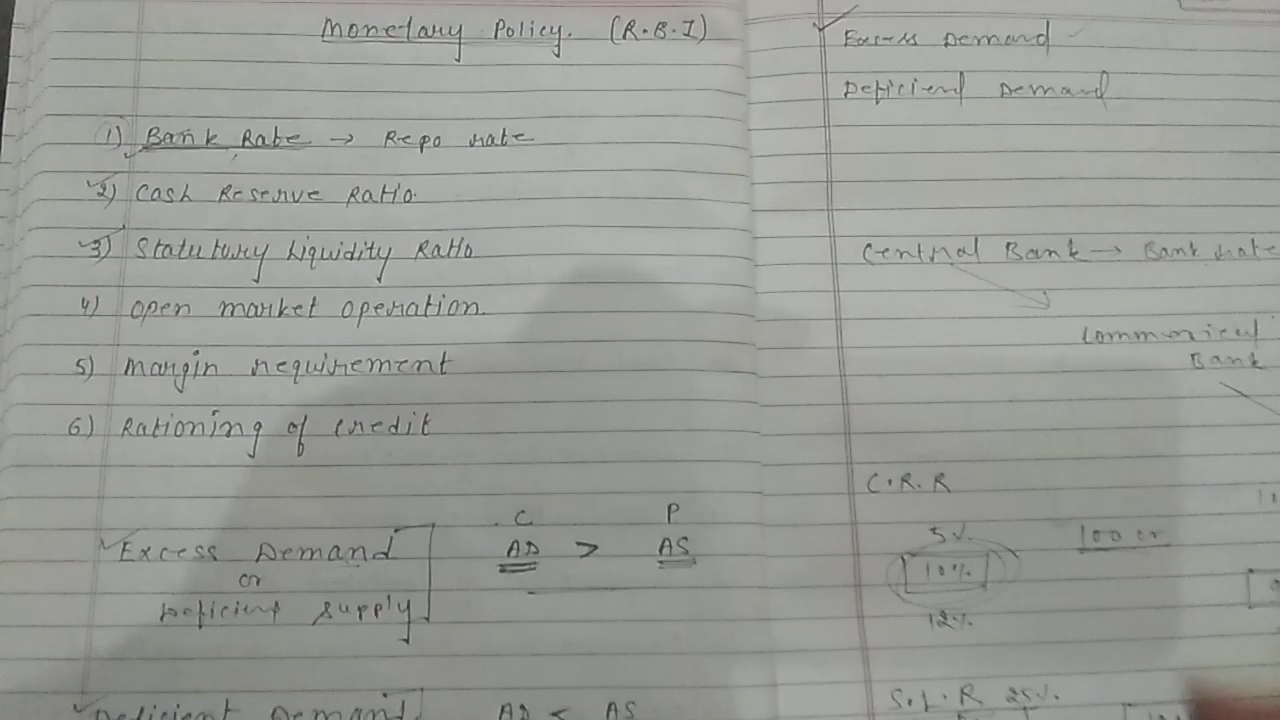 Monetary Policy. (R.B.I)
1) Bank Rate → Repo rate
2) Cash Reserve Ratio.
3) Statutory Liquidity Ratio
4) open market operation.
5) Margin requirement
6) Rationing of credit
C P
Excess Demand AD > AS
or
Deficient supply
Deficient Demand AD < AS
Excess Demand
Deficient Demand
Central Bank → Bank rate
Bank
C.R.R
5% 100 cr
10%
12%
S.L.R 25%